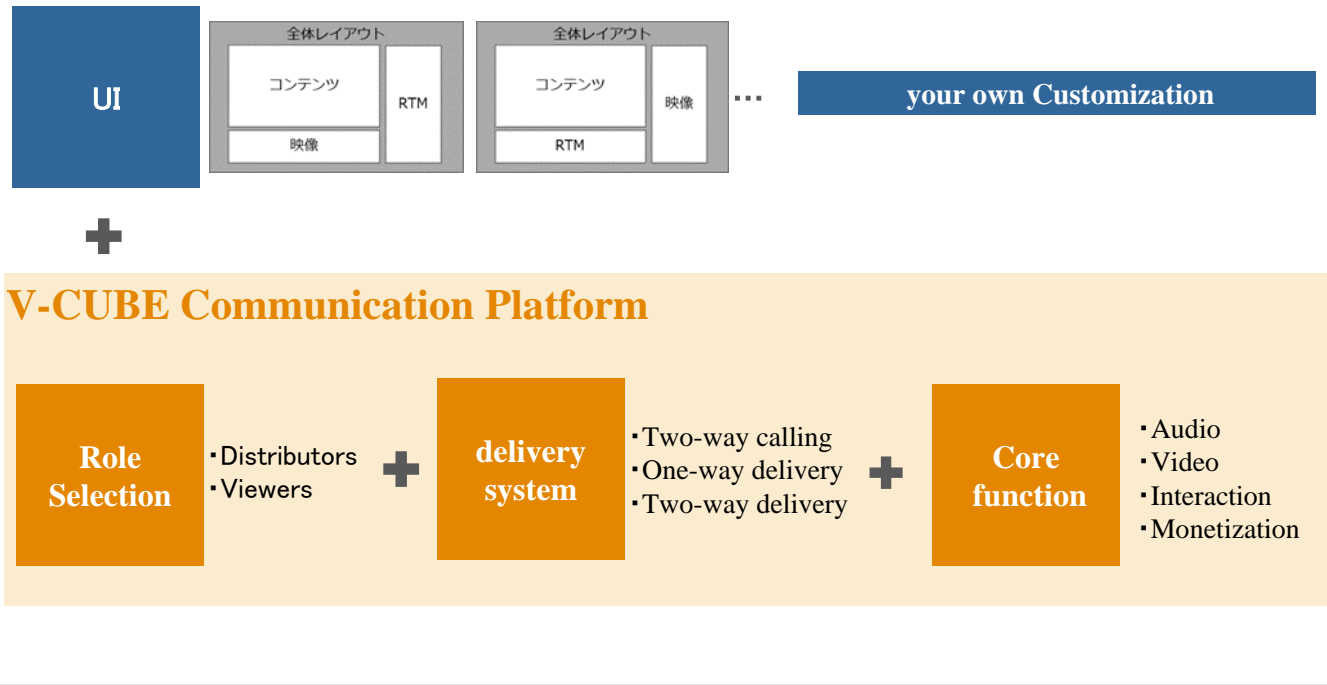 UI
全体レイアウト
コンテンツ
RTM
映像
全体レイアウト
コンテンツ
映像
RTM
…
your own Customization
V-CUBE Communication Platform
Role
Selection
・Distributors
・Viewers
delivery
system
・Two-way calling
・One-way delivery
・Two-way delivery
Core
function
・Audio
・Video
・Interaction
・Monetization